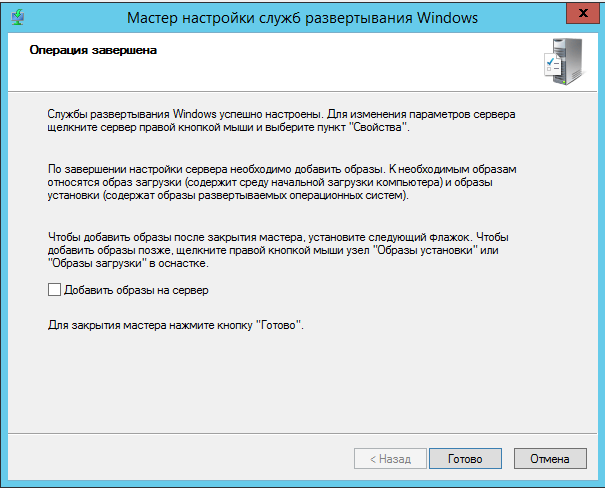 Мастер настройки служб развертывания Windows
x
Операция завершена
Службы развертывания Windows успешно настроены. Для изменения параметров сервера
щелкните сервер правой кнопкой мыши и выберите пункт "Свойства".
По завершении настройки сервера необходимо добавить образы. К необходимым образам
относятся образ загрузки (содержит среду начальной загрузки компьютера) и образы
установки (содержат образы развертываемых операционных систем).
Чтобы добавить образы после закрытия мастера, установите следующий флажок. Чтобы
добавить образы позже, щелкните правой кнопкой мыши узел "Образы установки" или
"Образы загрузки" в оснастке.
Добавить образы на сервер
Для закрытия мастера нажмите кнопку "Готово".
< Назад Готово Отмена